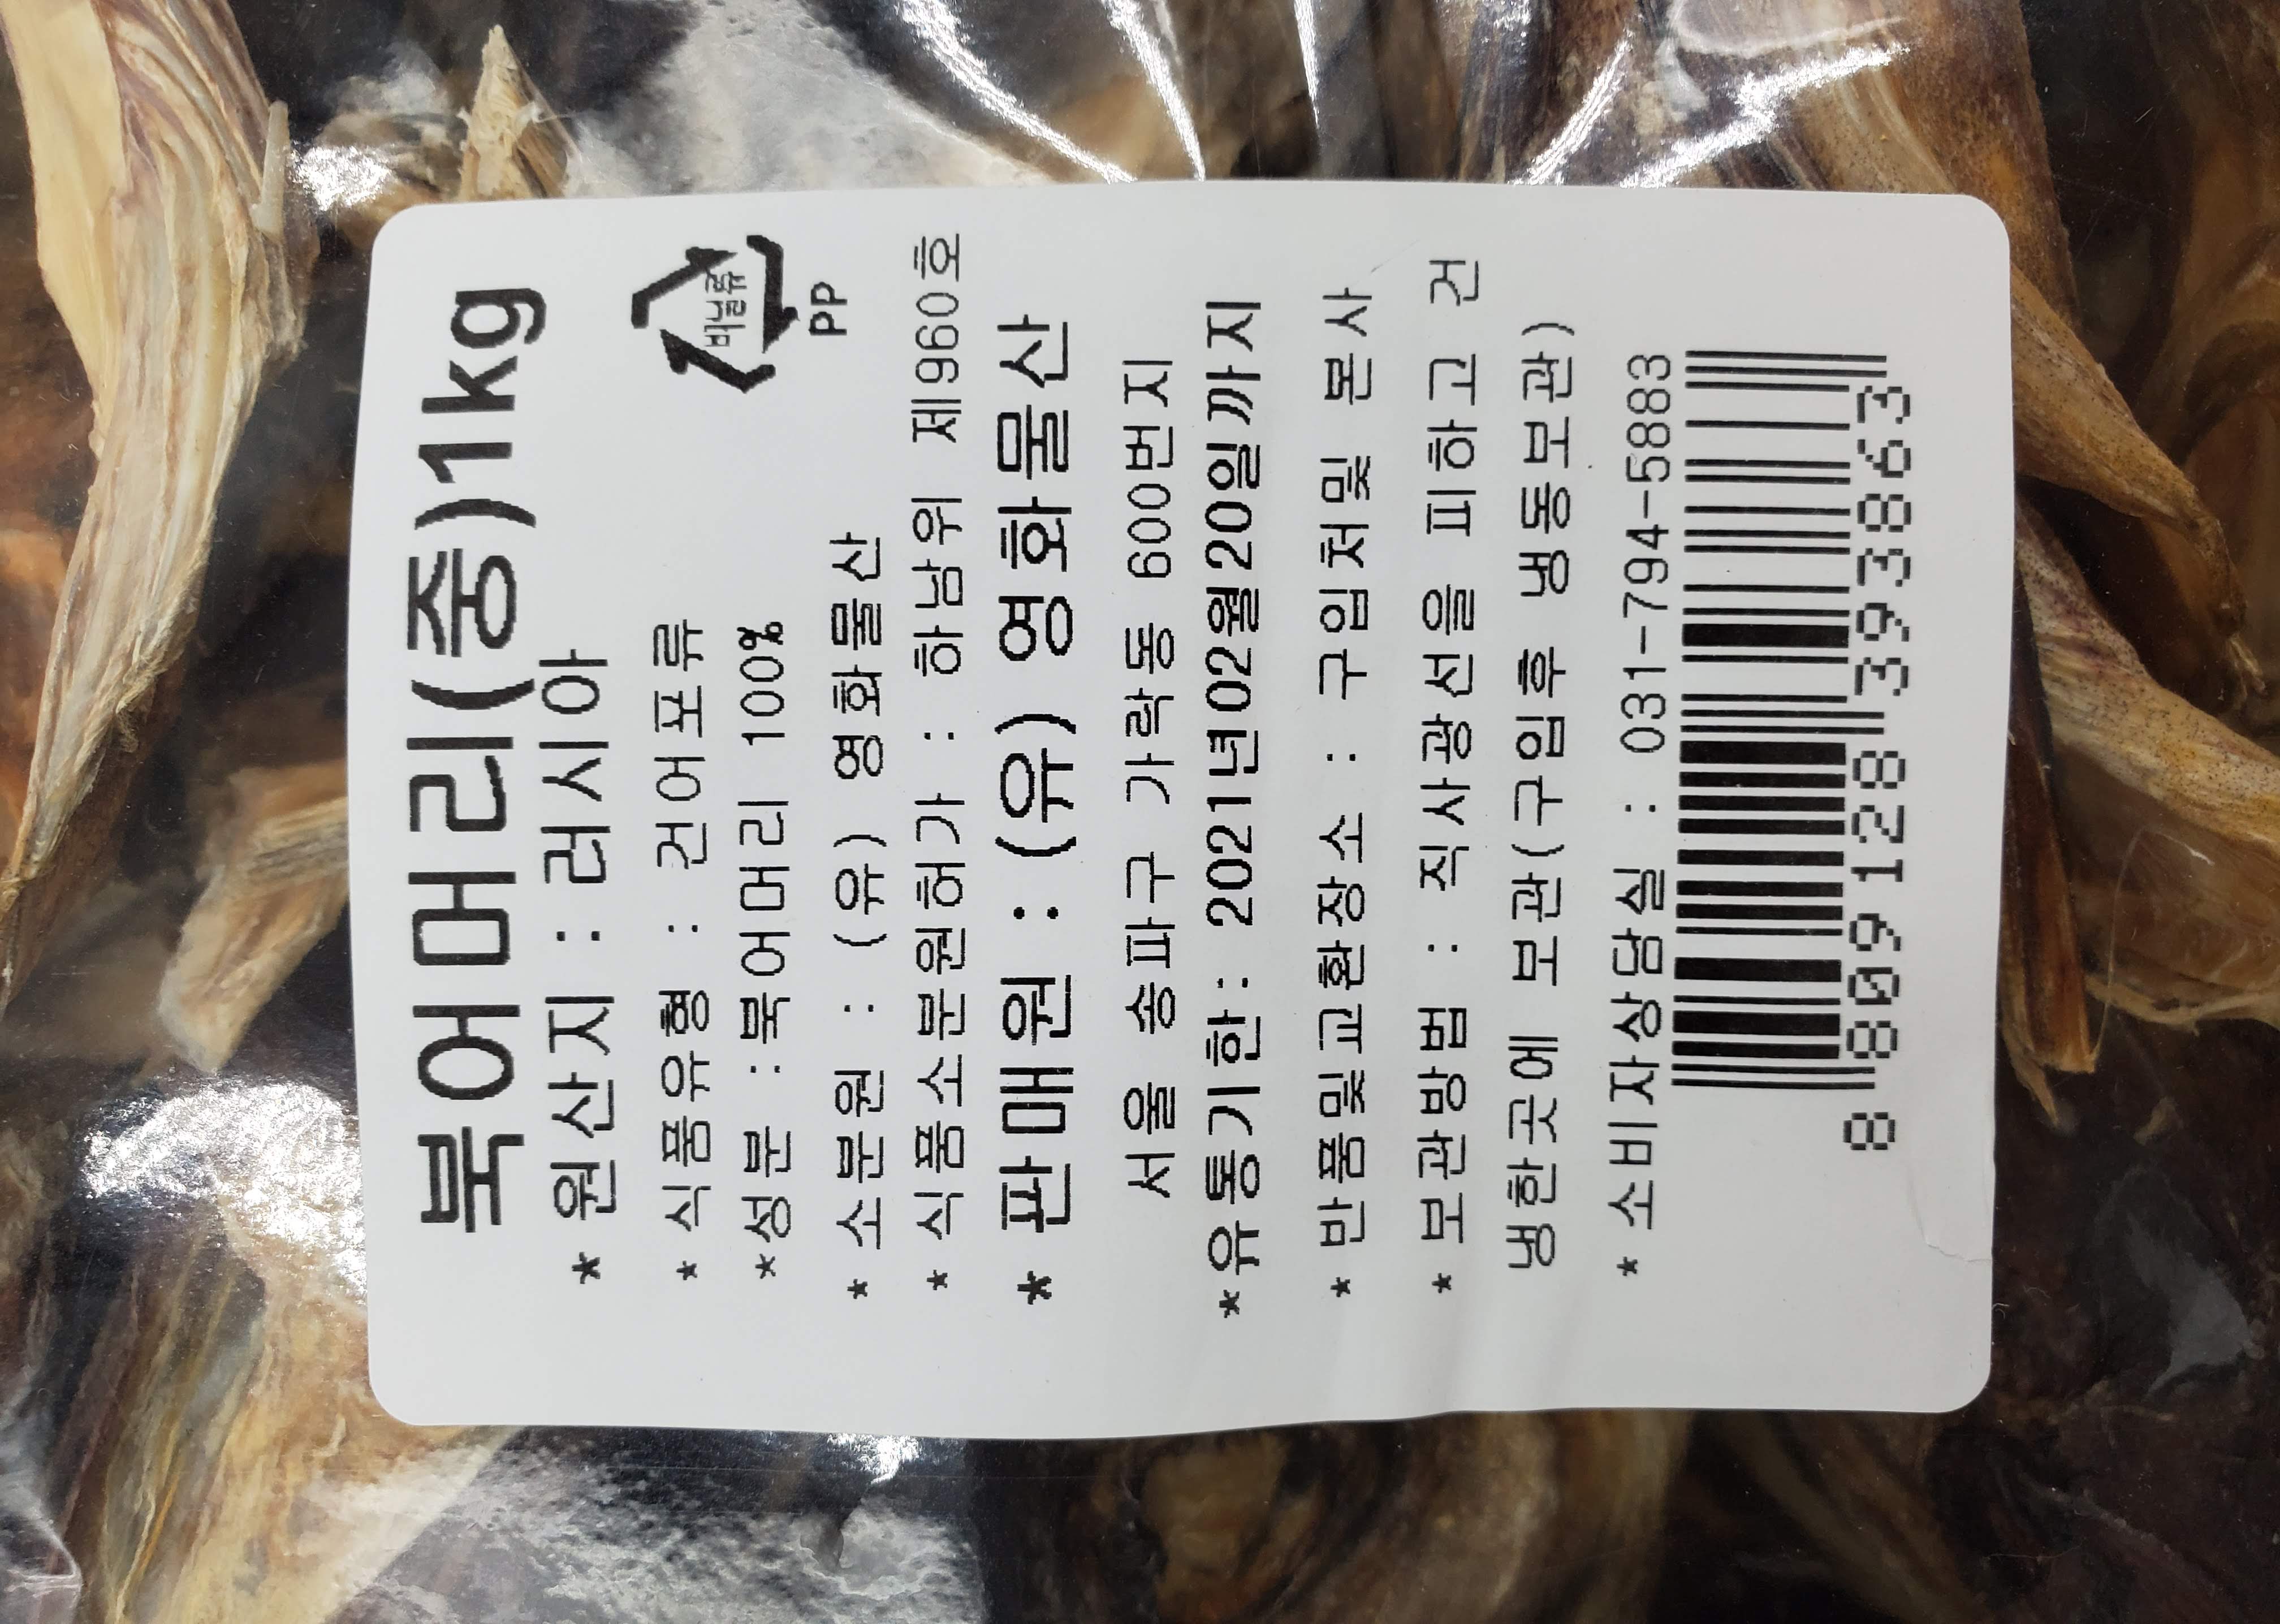 북어머리(중)1kg
* 원산지 : 러시아
* 식품유형 : 건어포류
*성분 :북어머리 100%
비닐류
PP
* 소분원 : (유) 영화물산
* 식품소분원허가 : 하남위 제1960호
* 판매원 : (유) 영화물산
서울 송파구 가락동 600번지
*유통기한: 2021년02월20일까지
* 반품및교환장소 : 구입처및 본사
* 보관방법 : 직사광선을 피하고 건
냉한곳에 보관(구입후 냉동보관)
* 소비자상담실 : 031-794-5883
8 809128 393863